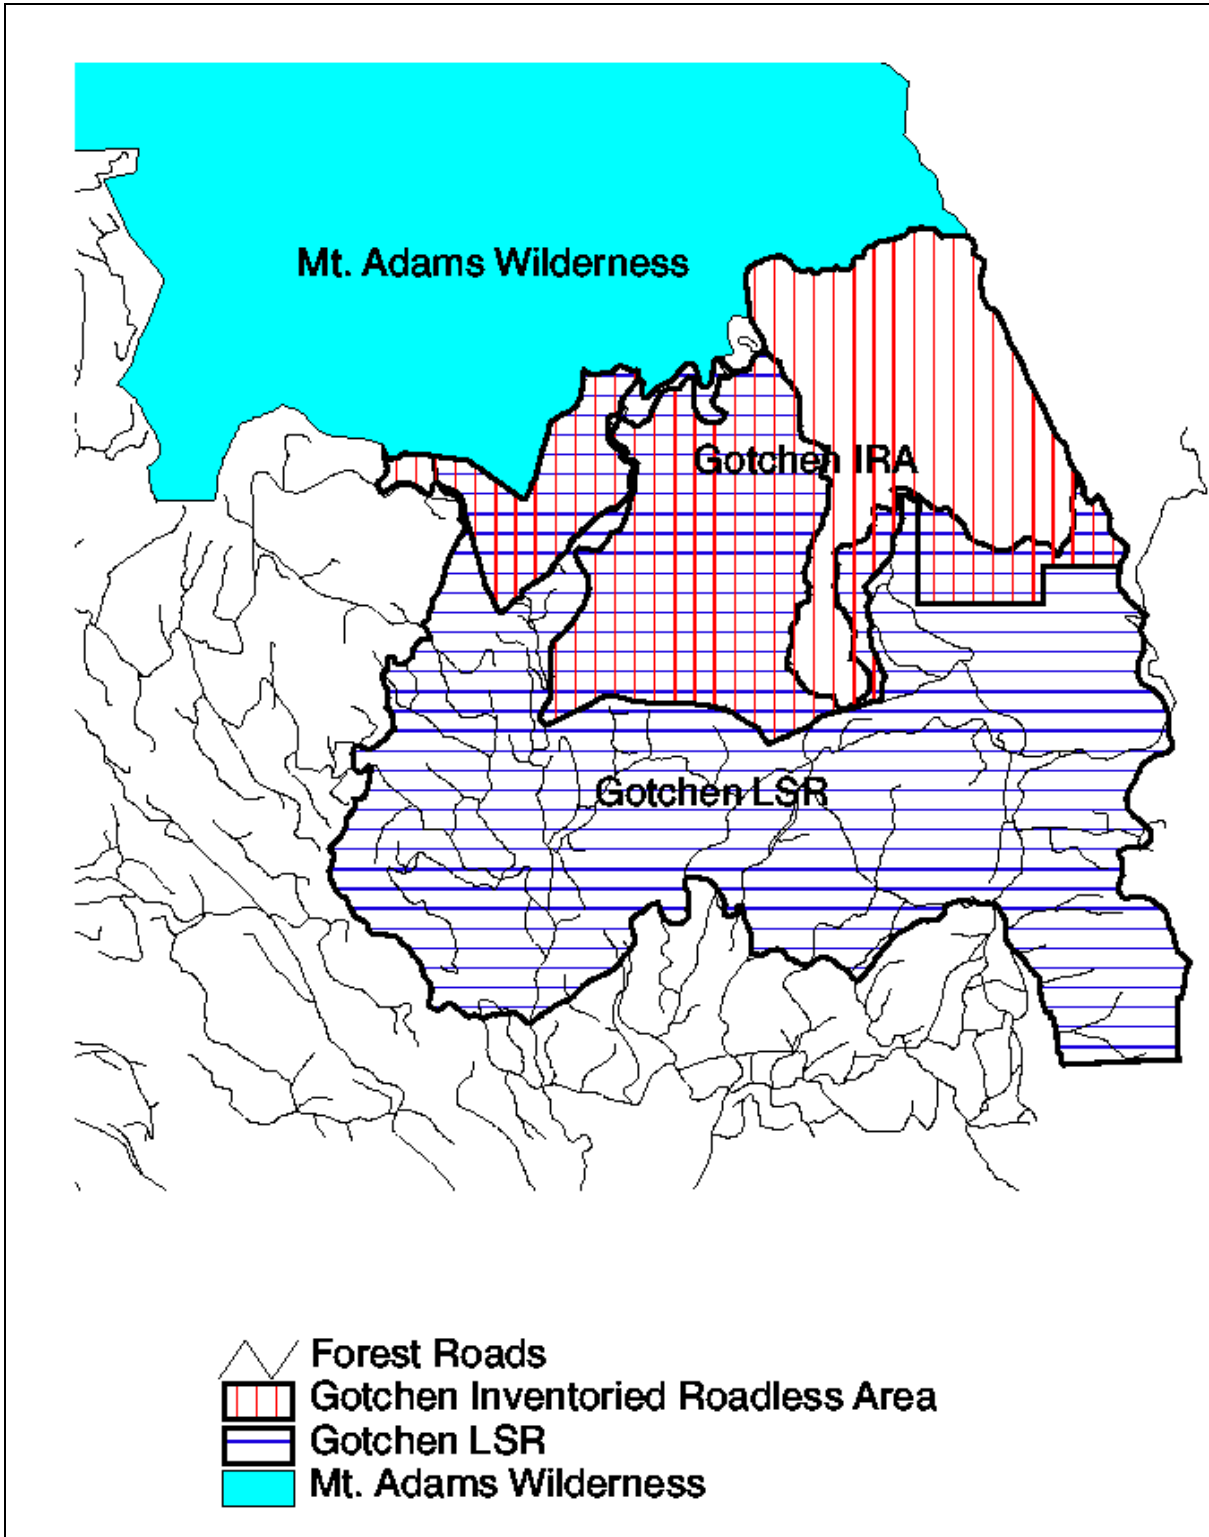 Mt. Adams Wilderness
Gotchen IRA
Gotchen LSR
Forest Roads
Gotchen Inventoried Roadless Area
Gotchen LSR
Mt. Adams Wilderness